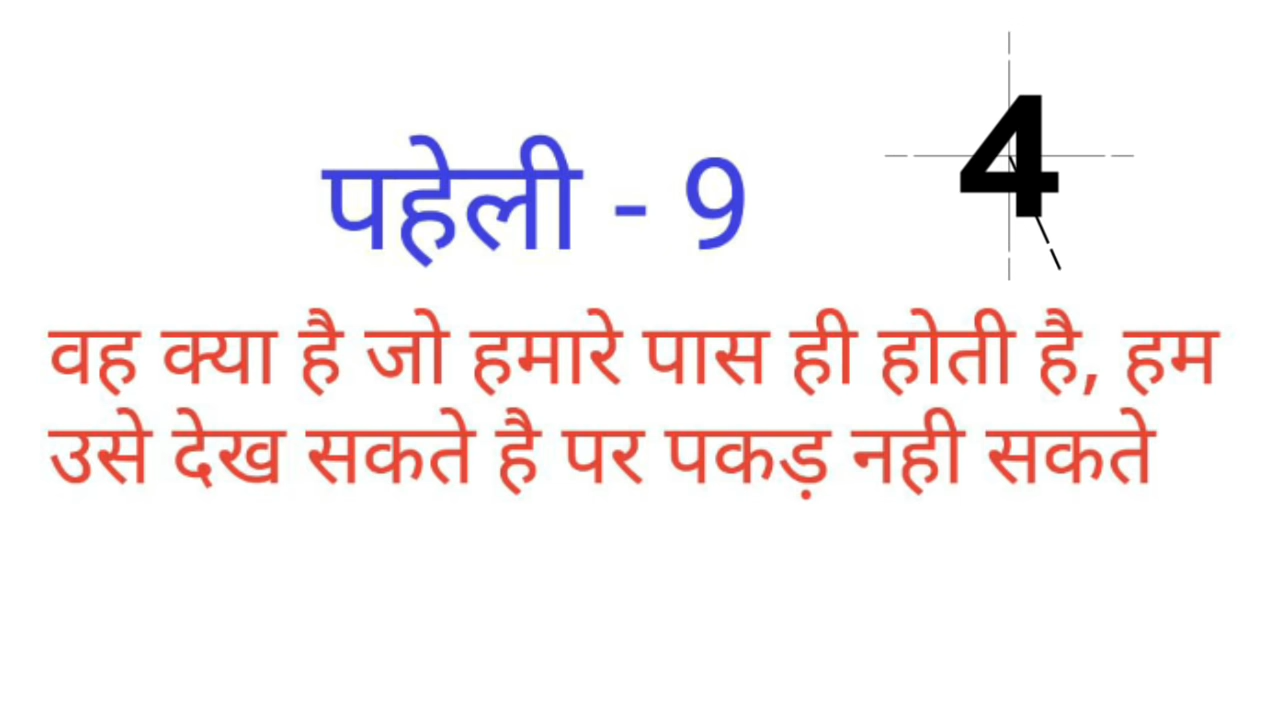 4
पहेली - 9
वह क्या है जो हमारे पास ही होती है, हम
उसे देख सकते है पर पकड़ नही सकते